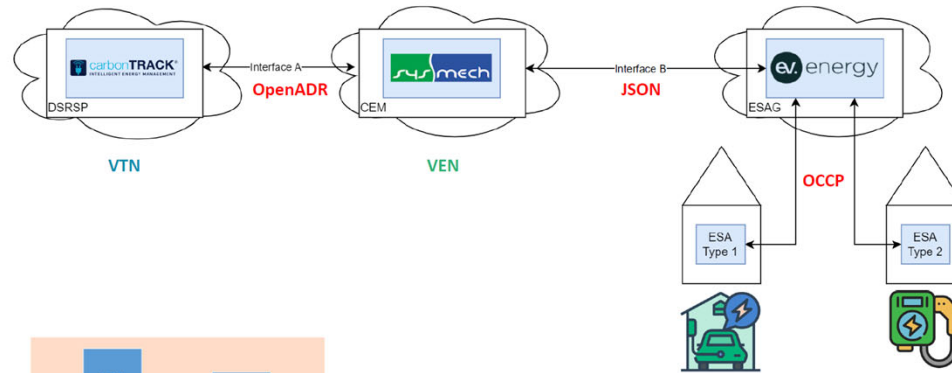 carbonTRACK®
INTELLIGENT ENERGY MANAGEMENT
DSRSP
Interface A
OpenADR
sysmech
CEM
Interface B
JSON
ev. energy
ESAG
VTN
VEN
OCCP
ESA
Type 1
ESA
Type 2